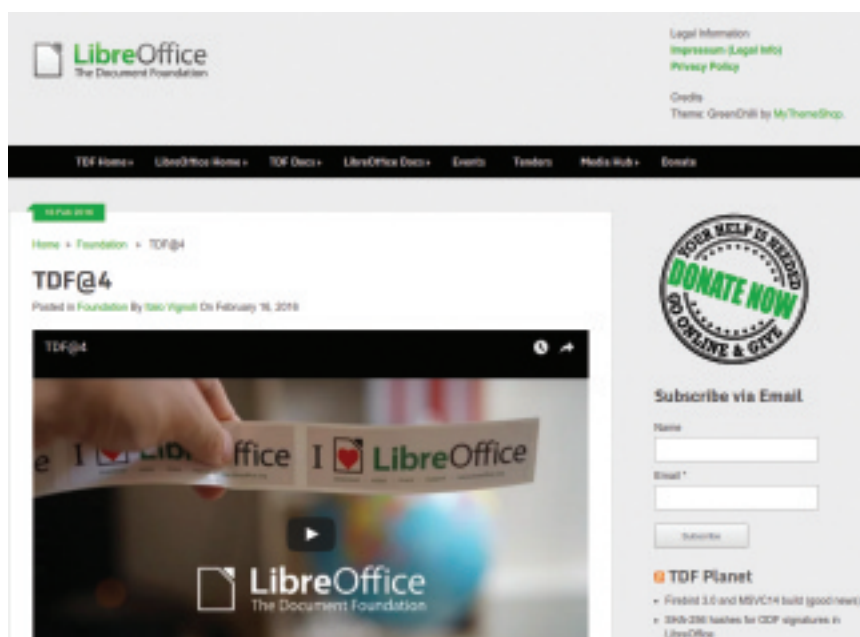 LibreOffice
The Document Foundation
Legal Information
Impressum (Legal Info)
Privacy Policy
Credits
Theme: GreenChilli by MyThemeShop.
TDF Home
LibreOffice Home
TDF Docs
LibreOffice Docs
Events
Tenders
Media Hub
Donate
Home Foundation TDF@4
TDF@4
Posted in Foundation By Italo Vignoli On February 16, 2016
TDF@4
e I LibreOffice I LibreOffice
LibreOffice
The Document Foundation
YOUR HELP IS NEEDED
DONATE NOW
GO ONLINE & GIVE
Subscribe via Email
Name
Email *
Subscribe
TDF Planet
Firebird 3.0 and MSVC14 build (good news)
hashes for ODF signatures in
LibreOffice